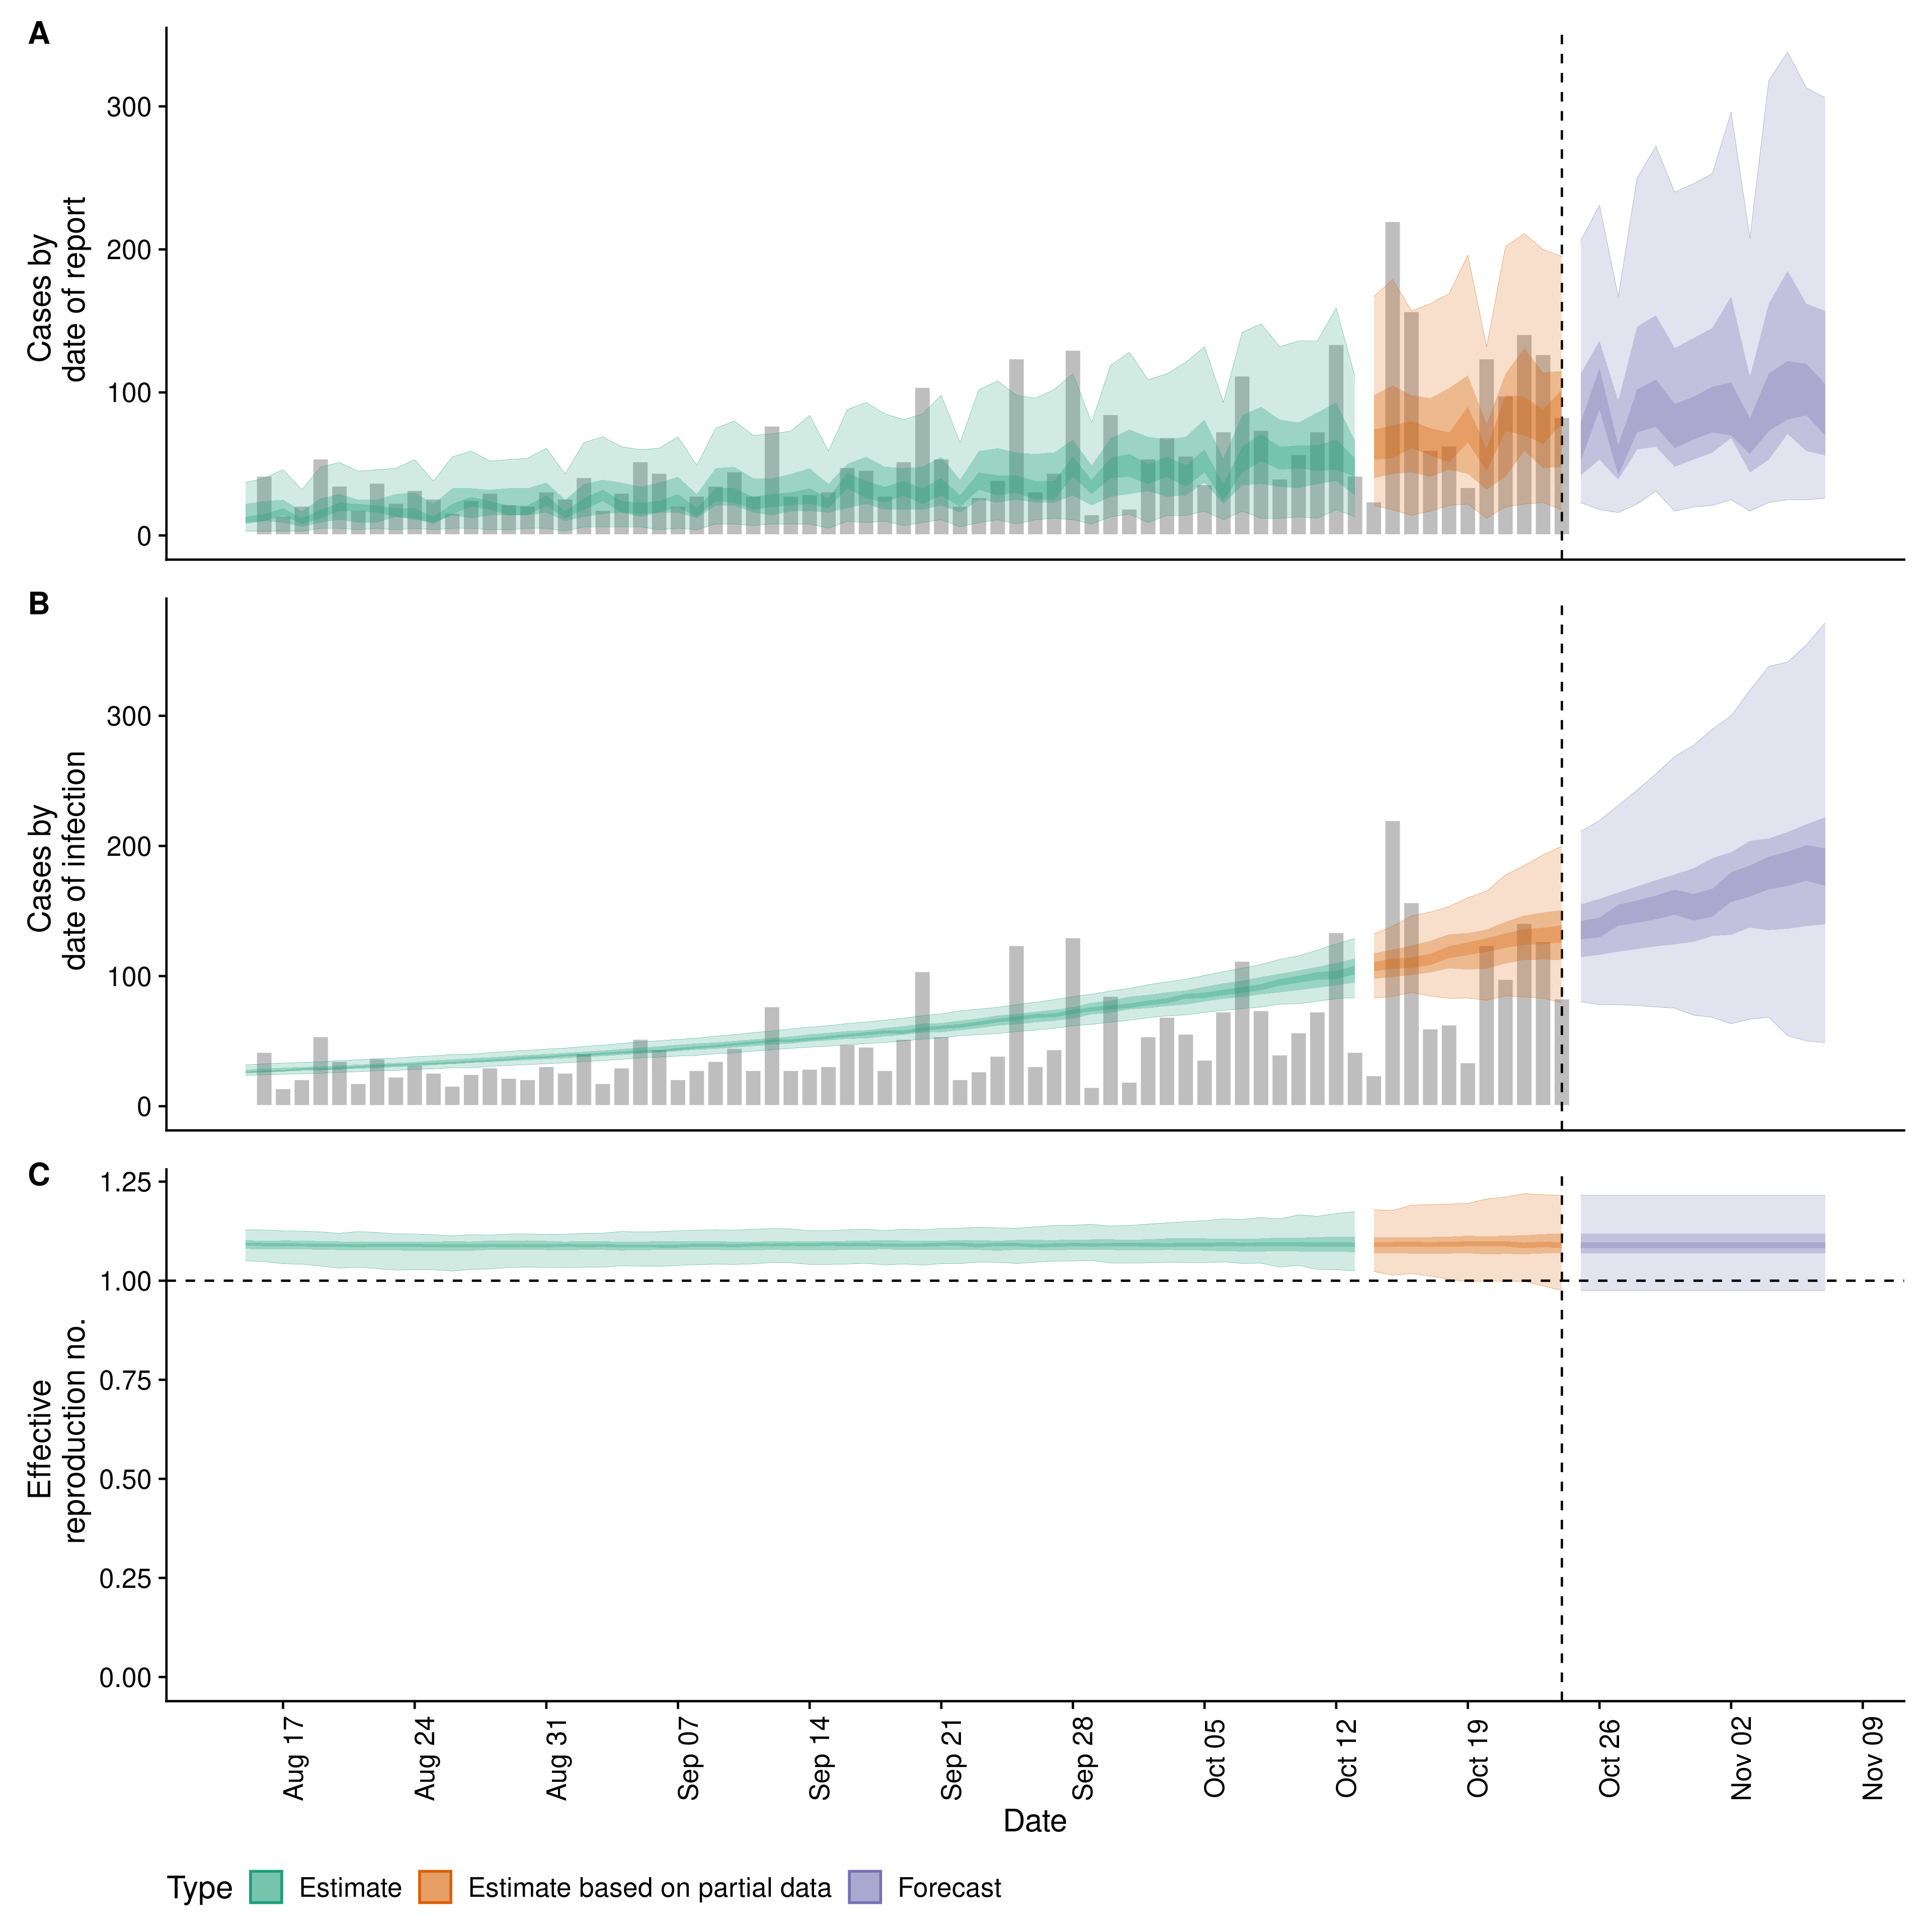 A
Cases by
date of report
300
200
100
0
B
Cases by
date of infection
300
200
100
0
C
Effective
reproduction no.
1.25
1.00
0.75
0.50
0.25
0.00
Aug 17
Aug 24
Aug 31
Sep 07
Sep 14
Sep 21
Sep 28
Oct 05
Oct 12
Oct 19
Oct 26
Nov 02
Nov 09
Date
Type Estimate Estimate based on partial data Forecast